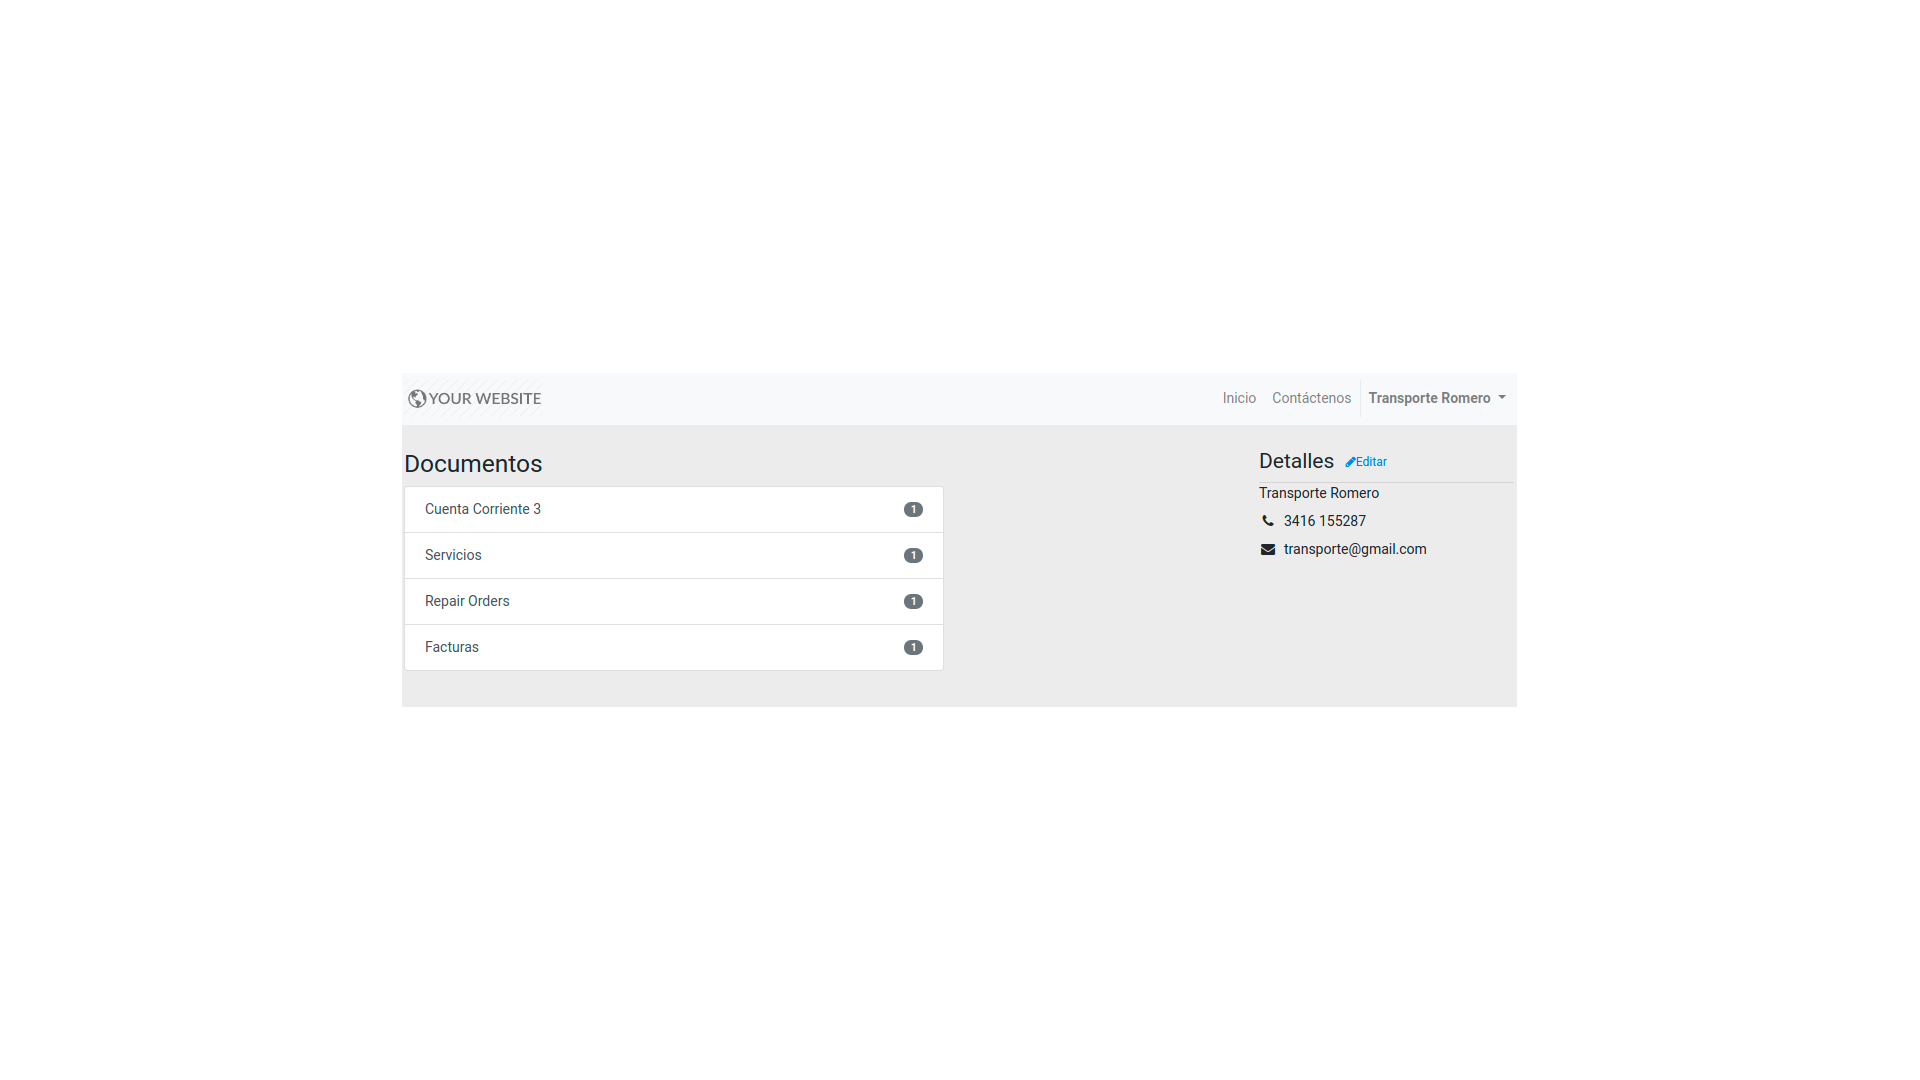 YOUR WEBSITE
Inicio Contáctenos Transporte Romero
Documentos
Cuenta Corriente 3 1
Servicios 1
Repair Orders 1
Facturas 1
Detalles Editar
Transporte Romero
3416 155287
transporte@gmail.com